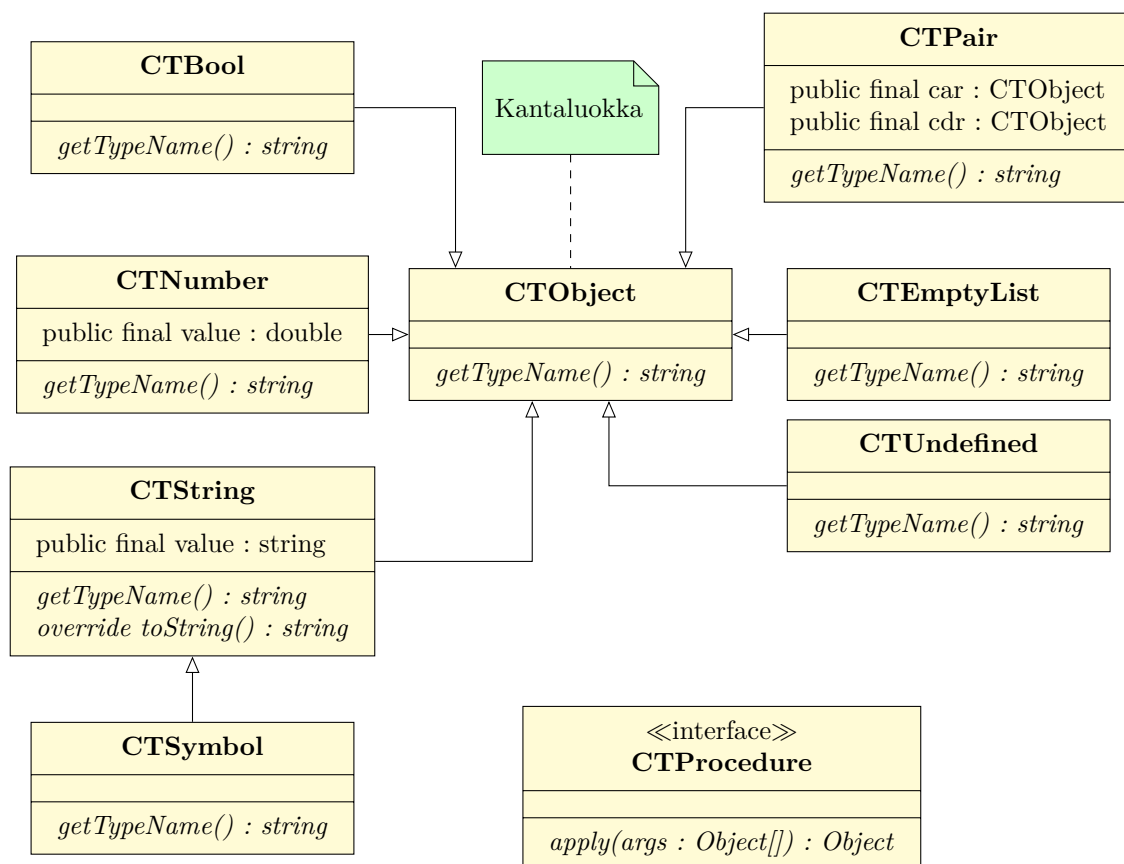 CTBool
getTypeName() : string
Kantaluokka
CTPair
public final car : CTObject
public final cdr : CTObject
getTypeName() : string
CTNumber
public final value : double
getTypeName() : string
CTObject
getTypeName() : string
CTEmptyList
getTypeName() : string
CTUndefined
getTypeName() : string
CTString
public final value : string
getTypeName() : string
override toString() : string
CTSymbol
getTypeName() : string
≪interface≫
CTProcedure
apply(args : Object[]) : Object